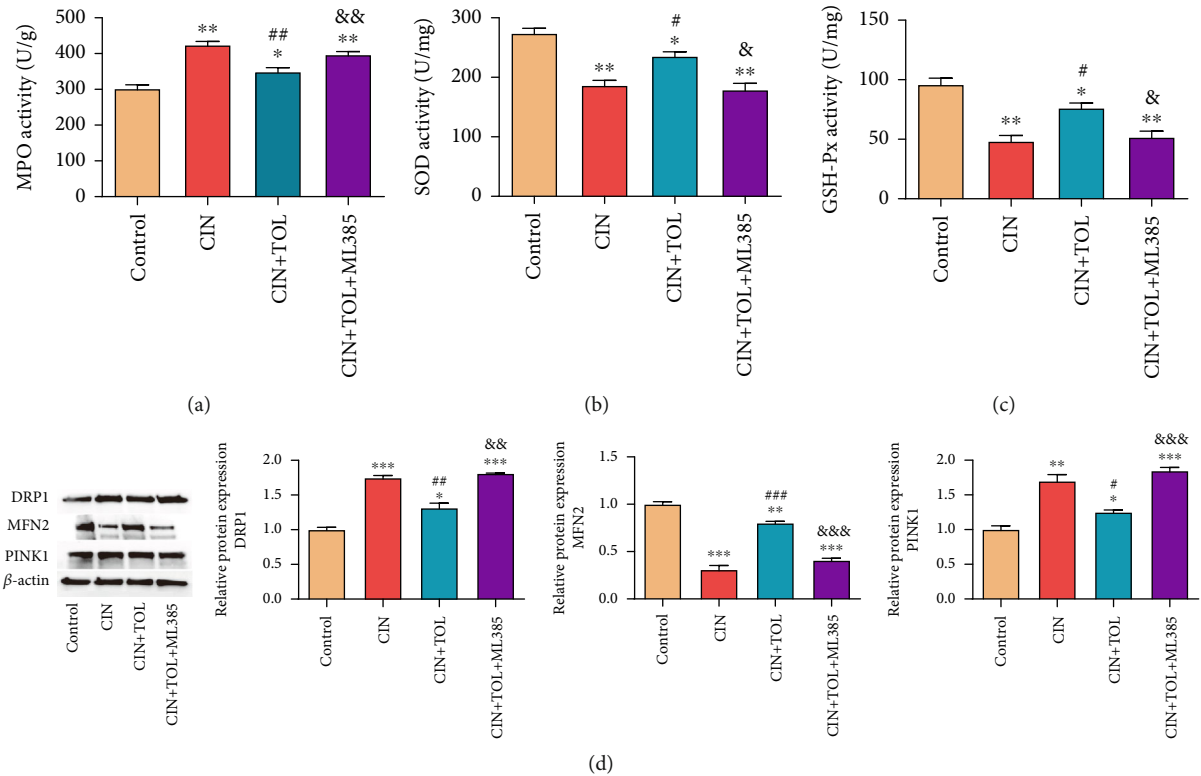 MPO activity (U/g)
500
400
300
400
300
0
**
##
*
&&
**
Control
CIN
CIN+TOL
CIN+TOL+ML385
(a)
SOD activity (U/mg)
300
200
100
0
**
#
*
&
**
Control
CIN
CIN+TOL
CIN+TOL+ML385
(b)
GSH-Px activity (U/mg)
150
100
50
0
**
#
*
&
**
Control
CIN
CIN+TOL
CIN+TOL+ML385
(c)
DRP1
MFN2
PINK1
β-actin
Control
CIN
CIN+TOL
CIN+TOL+ML385
Relative protein expression
DRP1
2.0
1.5
1.0
0.5
0.0
***
##
*
&&
***
Control
CIN
CIN+TOL
CIN+TOL+ML385
Relative protein expression
MFN2
1.5
1.0
0.5
0.0
***
###
**
&&&
***
Control
CIN
CIN+TOL
CIN+TOL+ML385
Relative protein expression
PINK1
2.0
1.5
1.0
0.5
0.0
**
#
*
&&&
***
Control
CIN
CIN+TOL
CIN+TOL+ML385
(d)